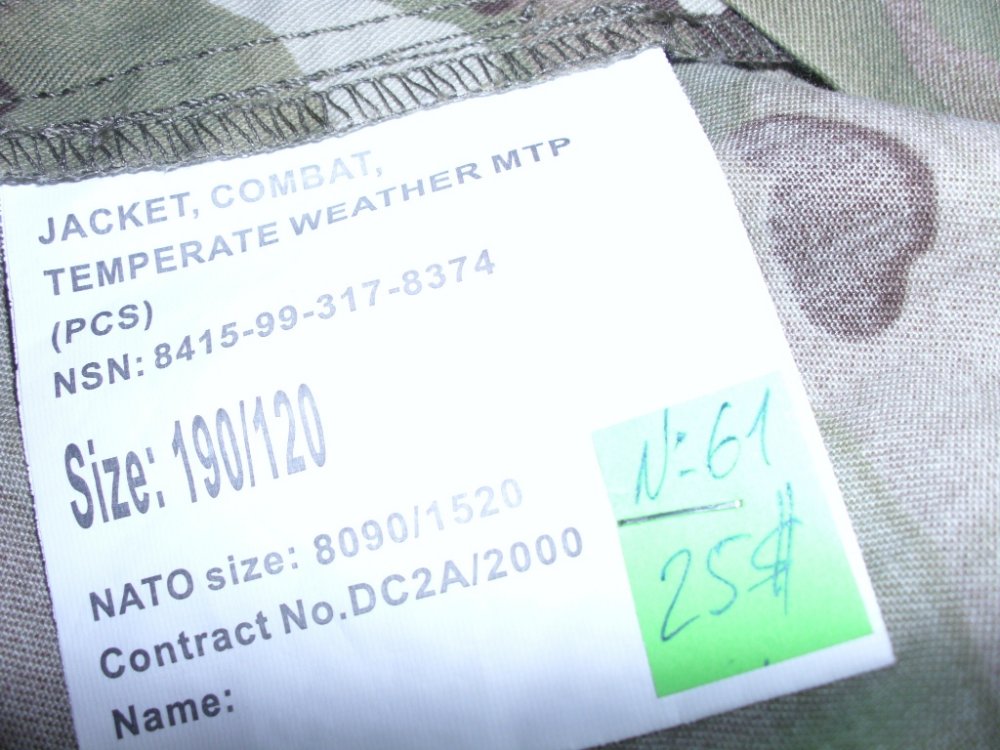 JACKET, COMBAT,
TEMPERATE WEATHER MTP
(PCS)
NSN: 8415-99-317-8374
Size: 190/120
NATO size: 8090/1520
Contract No.DC2A/2000
Name:
№61
25$